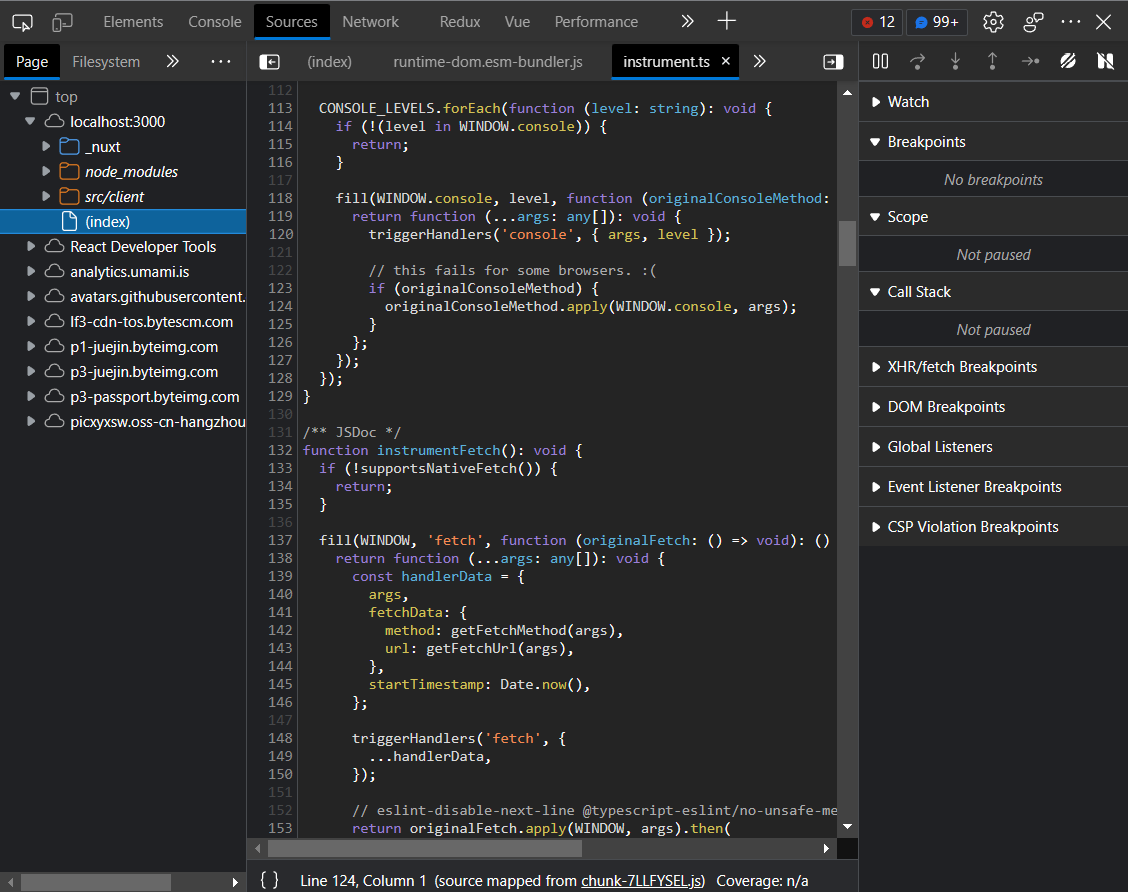 Elements Console Sources Network Redux Vue Performance 12 99+
Page Filesystem
(index) runtime-dom.esm-bundler.js instrument.ts
top
localhost:3000
_nuxt
node_modules
src/client
(index)
React Developer Tools
analytics.umami.is
avatars.githubusercontent.
lf3-cdn-tos.bytescm.com
p1-juejin.byteimg.com
p3-juejin.byteimg.com
p3-passport.byteimg.com
picxyxsw.oss-cn-hangzhou
112
113 CONSOLE_LEVELS.forEach(function (level: string): void {
114 if (!(level in WINDOW.console)) {
115 return;
116 }
117
118 fill(WINDOW.console, level, function (originalConsoleMethod:
119 return function (...args: any[]): void {
120 triggerHandlers('console', { args, level });
121
122 // this fails for some browsers. :(
123 if (originalConsoleMethod) {
124 originalConsoleMethod.apply(WINDOW.console, args);
125 }
126 };
127 });
128 });
129 }
130
131 /** JSDoc */
132 function instrumentFetch(): void {
133 if (!supportsNativeFetch()) {
134 return;
135 }
136
137 fill(WINDOW, 'fetch', function (originalFetch: () => void): ()
138 return function (...args: any[]): void {
139 const handlerData = {
140 args,
141 fetchData: {
142 method: getFetchMethod(args),
143 url: getFetchUrl(args),
144 },
145 startTimestamp: Date.now(),
146 };
147
148 triggerHandlers('fetch', {
149 ...handlerData,
150 });
151
152 // eslint-disable-next-line @typescript-eslint/no-unsafe-me
153 return originalFetch.apply(WINDOW, args).then(
{ } Line 124, Column 1 (source mapped from chunk-7LLFYSEL.js) Coverage: n/a
Watch
Breakpoints
No breakpoints
Scope
Not paused
Call Stack
Not paused
XHR/fetch Breakpoints
DOM Breakpoints
Global Listeners
Event Listener Breakpoints
CSP Violation Breakpoints